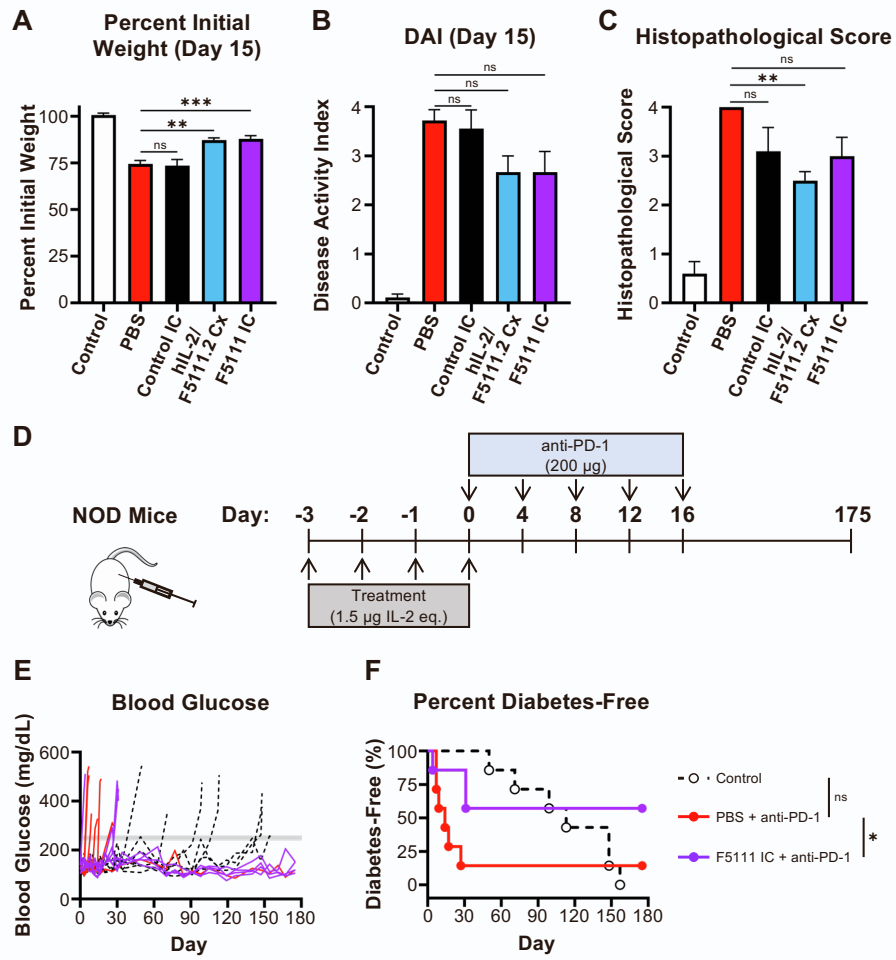 A
Percent Initial
Weight (Day 15)
Percent Initial Weight
100
75
50
25
0
***
**
ns
Control
PBS
Control IC
hIL-2/
F5111.2 Cx
F5111 IC
B
DAI (Day 15)
Disease Activity Index
4
3
2
1
0
ns
ns
ns
Control
PBS
Control IC
hIL-2/
F5111.2 Cx
F5111 IC
C
Histopathological Score
Histopathological Score
4
3
2
1
0
ns
**
ns
Control
PBS
Control IC
hIL-2/
F5111.2 Cx
F5111 IC
D
anti-PD-1
(200 µg)
NOD Mice
Day:
-3 -2 -1 0 4 8 12 16 175
Treatment
(1.5 µg IL-2 eq.)
E
Blood Glucose
Blood Glucose (mg/dL)
600
400
200
0
0 30 60 90 120 150 180
Day
F
Percent Diabetes-Free
Diabetes-Free (%)
100
75
50
25
0
0 30 60 90 120 150 180
Day
Control
PBS + anti-PD-1
F5111 IC + anti-PD-1
ns
*